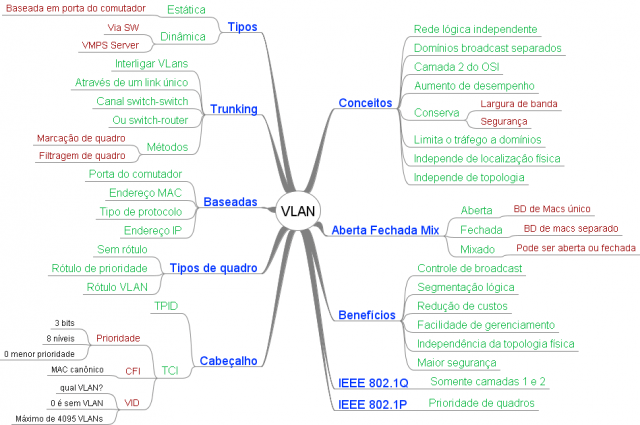 VLAN
Tipos
Estática
Baseada em porta do comutador
Dinâmica
Via SW
VMPS Server
Trunking
Interligar VLans
Através de um link único
Canal switch-switch
Ou switch-router
Métodos
Marcação de quadro
Filtragem de quadro
Baseadas
Porta do comutador
Endereço MAC
Tipo de protocolo
Endereço IP
Tipos de quadro
Sem rótulo
Rótulo de prioridade
Rótulo VLAN
Cabeçalho
TPID
TCI
Prioridade
3 bits
8 níveis
0 menor prioridade
CFI
MAC canônico
VID
qual VLAN?
0 é sem VLAN
Máximo de 4095 VLANs
Conceitos
Rede lógica independente
Domínios broadcast separados
Camada 2 do OSI
Aumento de desempenho
Conserva
Largura de banda
Segurança
Limita o tráfego a domínios
Independe de localização física
Independe de topologia
Aberta Fechada Mix
Aberta
BD de Macs único
Fechada
BD de macs separado
Mixado
Pode ser aberta ou fechada
Benefícios
Controle de broadcast
Segmentação lógica
Redução de custos
Facilidade de gerenciamento
Independência da topologia física
Maior segurança
IEEE 802.1Q
Somente camadas 1 e 2
IEEE 802.1P
Prioridade de quadros